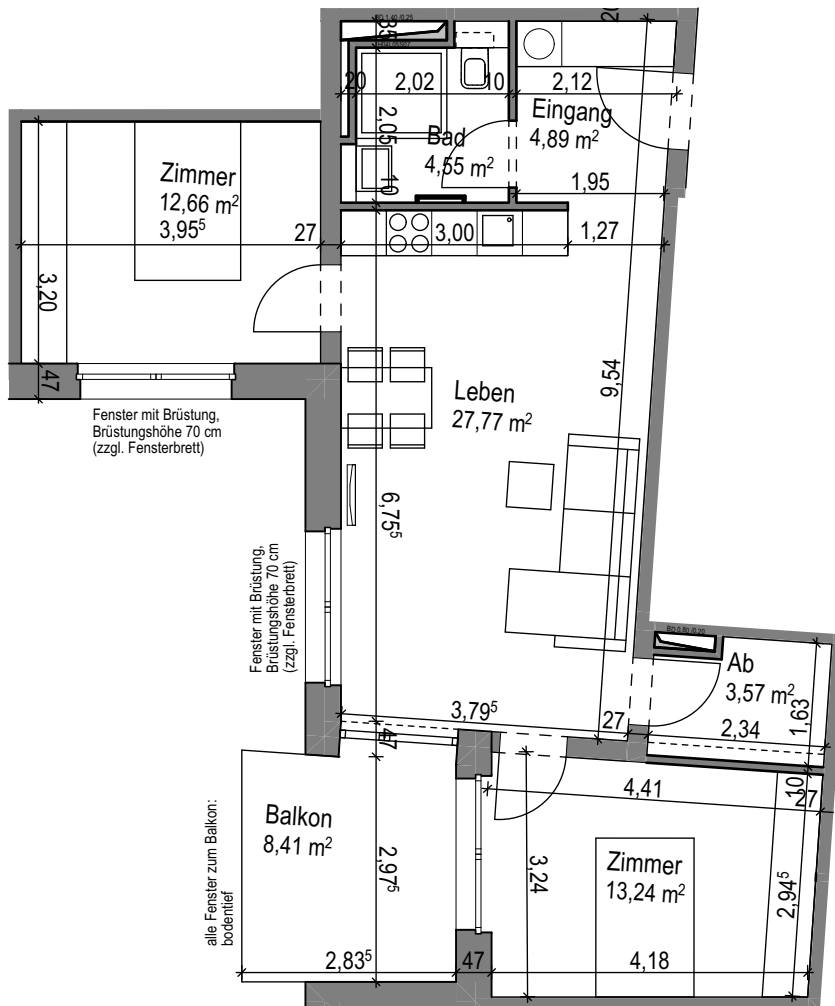 35
20
2,02
10
2,12
Eingang
4,89 m²
2,05
Bad
4,55 m²
10
1,95
Zimmer
12,66 m²
3,95⁵
27
3,00
1,27
3,20
47
Fenster mit Brüstung,
Brüstungshöhe 70 cm
(zzgl. Fensterbrett)
Leben
27,77 m²
9,54
6,75⁵
Fenster mit Brüstung,
Brüstungshöhe 70 cm
(zzgl. Fensterbrett)
Ab
3,57 m²
1,63
2,34
3,79⁵
27
47
Balkon
8,41 m²
alle Fenster zum Balkon:
bodentief
2,97⁵
4,41
10
27
3,24
Zimmer
13,24 m²
2,94⁵
2,83⁵
47
4,18